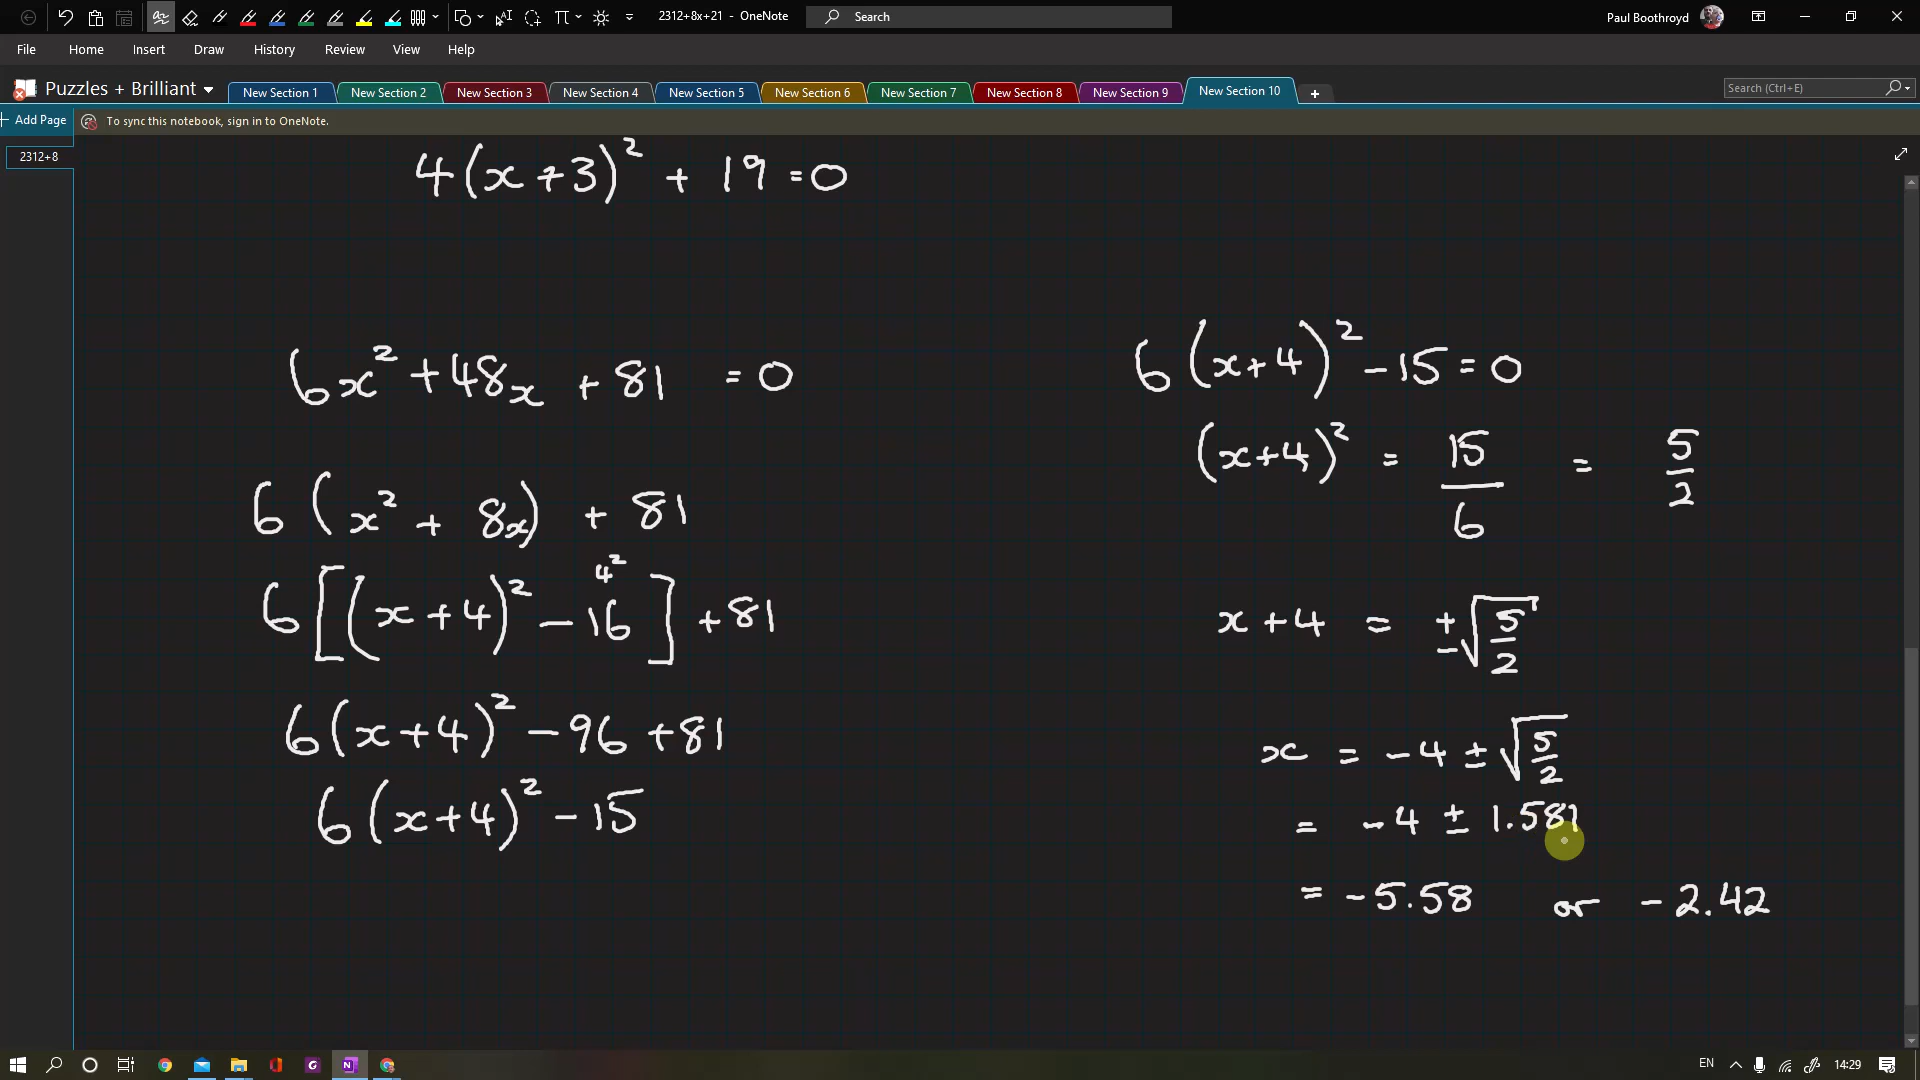 2312+8x+21 - OneNote
Search
Paul Boothroyd
File Home Insert Draw History Review View Help
Puzzles + Brilliant
New Section 1 New Section 2 New Section 3 New Section 4 New Section 5 New Section 6 New Section 7 New Section 8 New Section 9 New Section 10 +
Search (Ctrl+E)
+ Add Page
To sync this notebook, sign in to OneNote.
2312+8
4(x+3)² + 19 = 0
6x² + 48x + 81 = 0
6(x² + 8x) + 81
4²
6[(x+4)² - 16] + 81
6(x+4)² - 96 + 81
6(x+4)² - 15
6(x+4)² - 15 = 0
(x+4)² = 15/6 = 5/2
x + 4 = ±√(5/2)
x = -4 ± √(5/2)
= -4 ± 1.581
= -5.58 or -2.42
EN
14:29